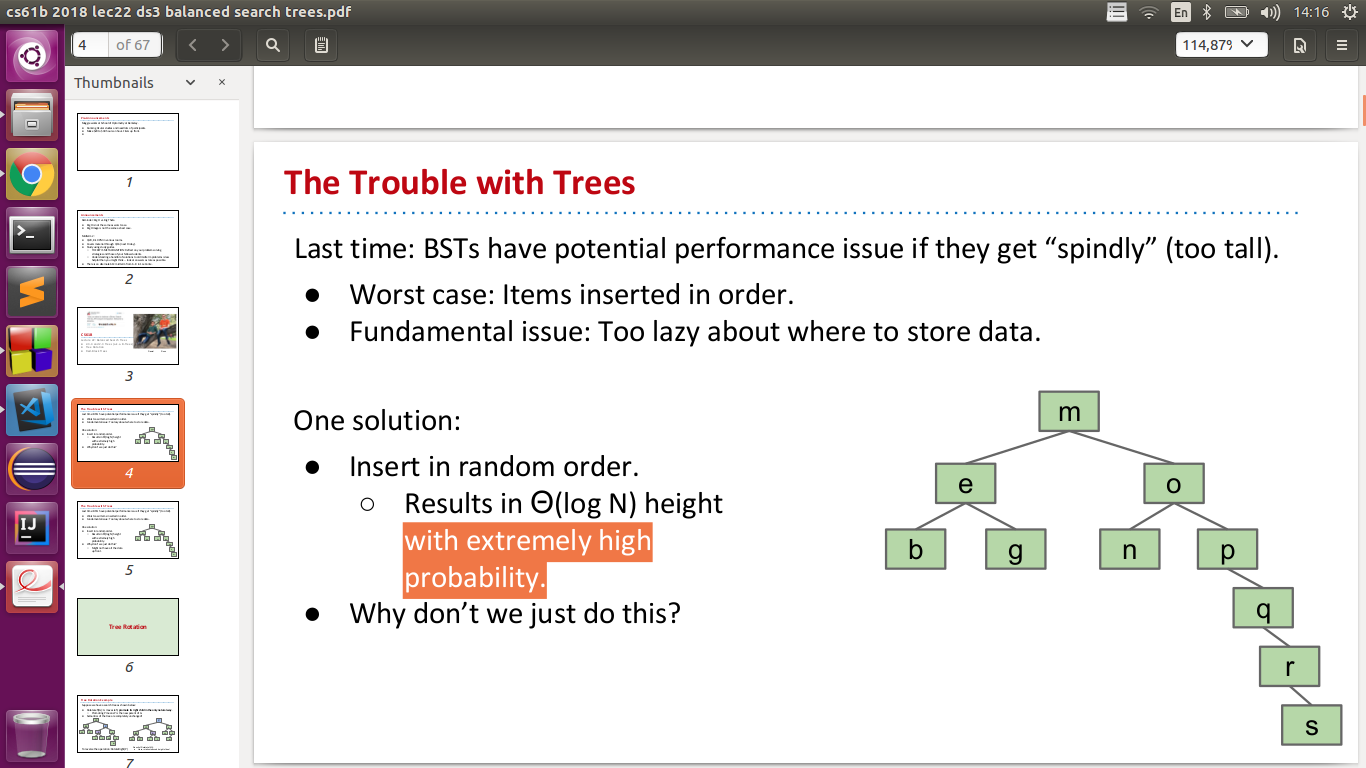 cs61b 2018 lec22 ds3 balanced search trees.pdf
En
14:16
4 of 67
114,87%
Thumbnails
1
2
3
4
5
Tree Rotation
6
7
The Trouble with Trees
Last time: BSTs have potential performance issue if they get “spindly” (too tall).
● Worst case: Items inserted in order.
● Fundamental issue: Too lazy about where to store data.
One solution:
● Insert in random order.
○ Results in Θ(log N) height
with extremely high
probability.
● Why don’t we just do this?
m
e o
b g n p
q
r
s